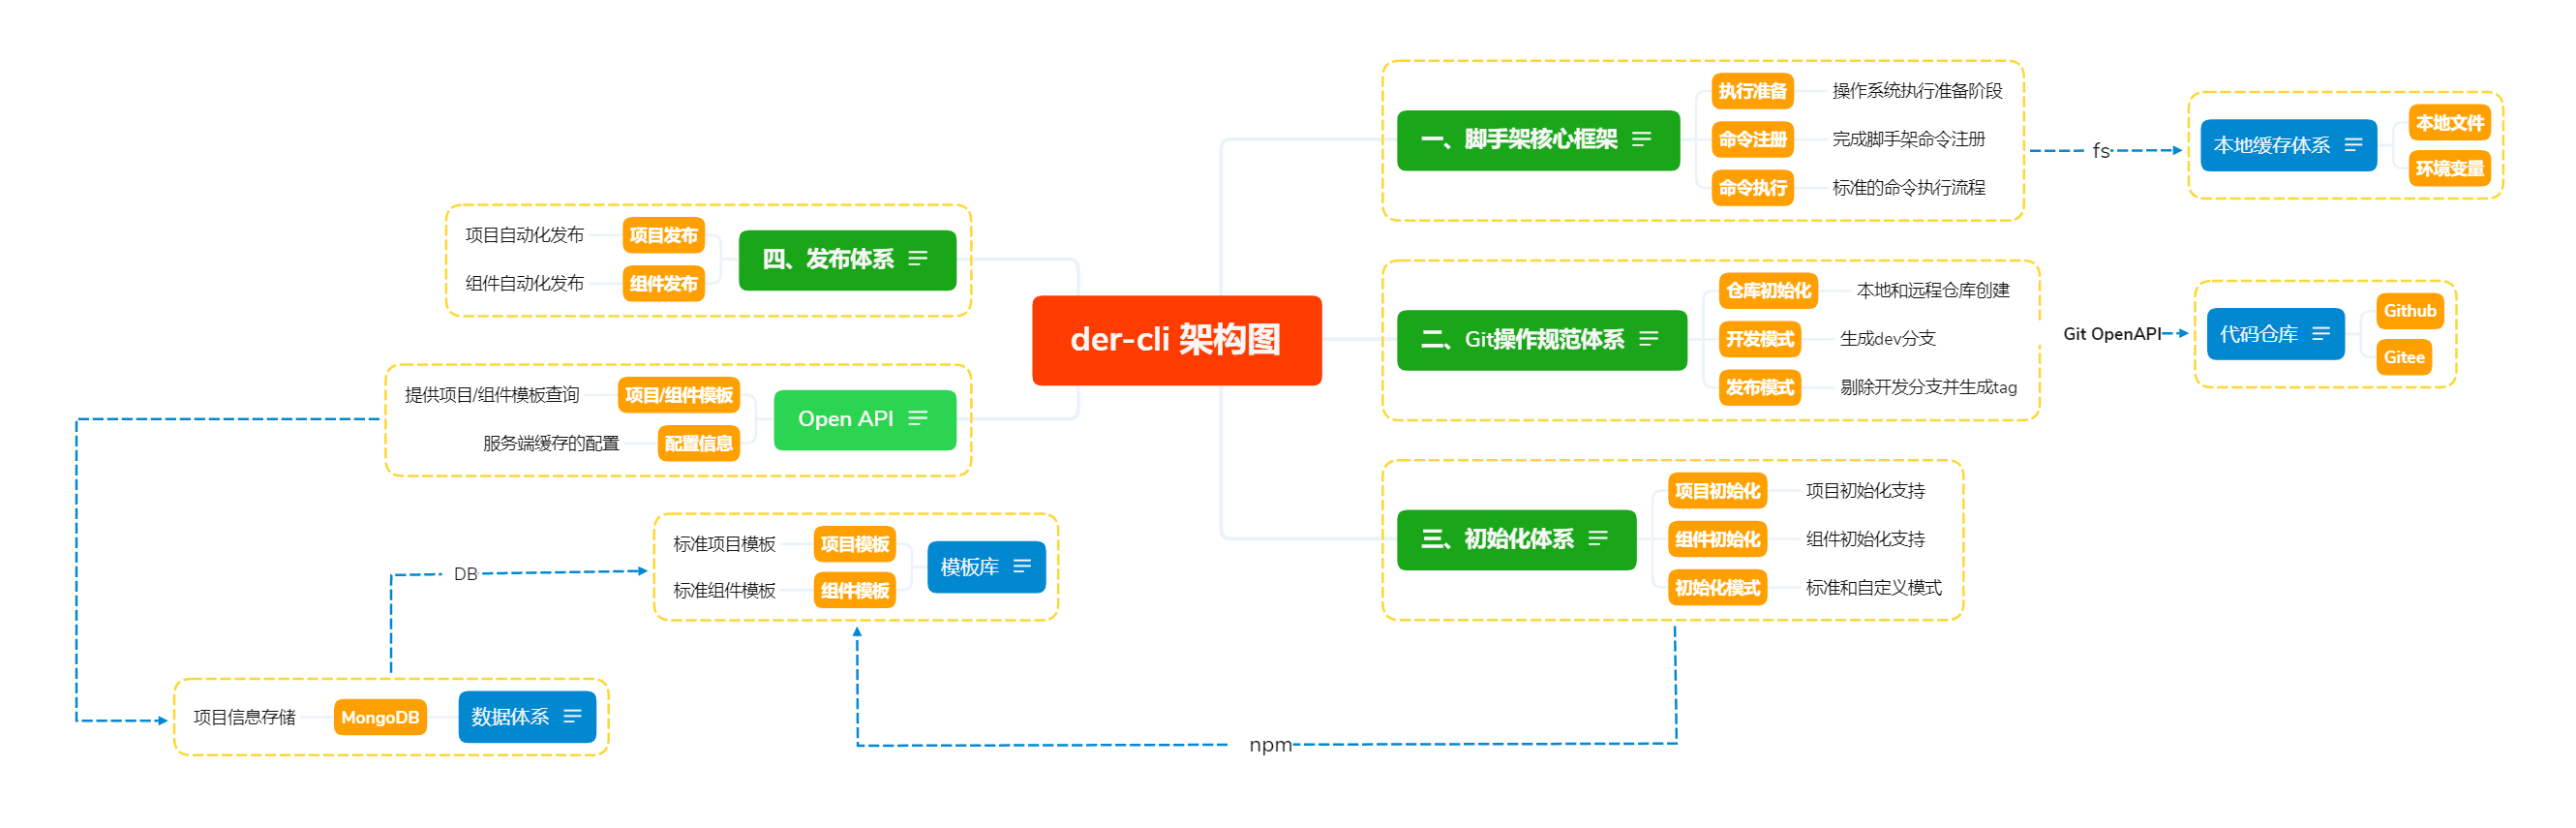 der-cli 架构图
一、脚手架核心框架
执行准备
操作系统执行准备阶段
命令注册
完成脚手架命令注册
命令执行
标准的命令执行流程
fs
本地缓存体系
本地文件
环境变量
二、Git操作规范体系
仓库初始化
本地和远程仓库创建
开发模式
生成dev分支
发布模式
剔除开发分支并生成tag
Git OpenAPI
代码仓库
Github
Gitee
三、初始化体系
项目初始化
项目初始化支持
组件初始化
组件初始化支持
初始化模式
标准和自定义模式
npm
四、发布体系
项目发布
项目自动化发布
组件发布
组件自动化发布
Open API
项目/组件模板
提供项目/组件模板查询
配置信息
服务端缓存的配置
模板库
项目模板
标准项目模板
组件模板
标准组件模板
DB
数据体系
MongoDB
项目信息存储